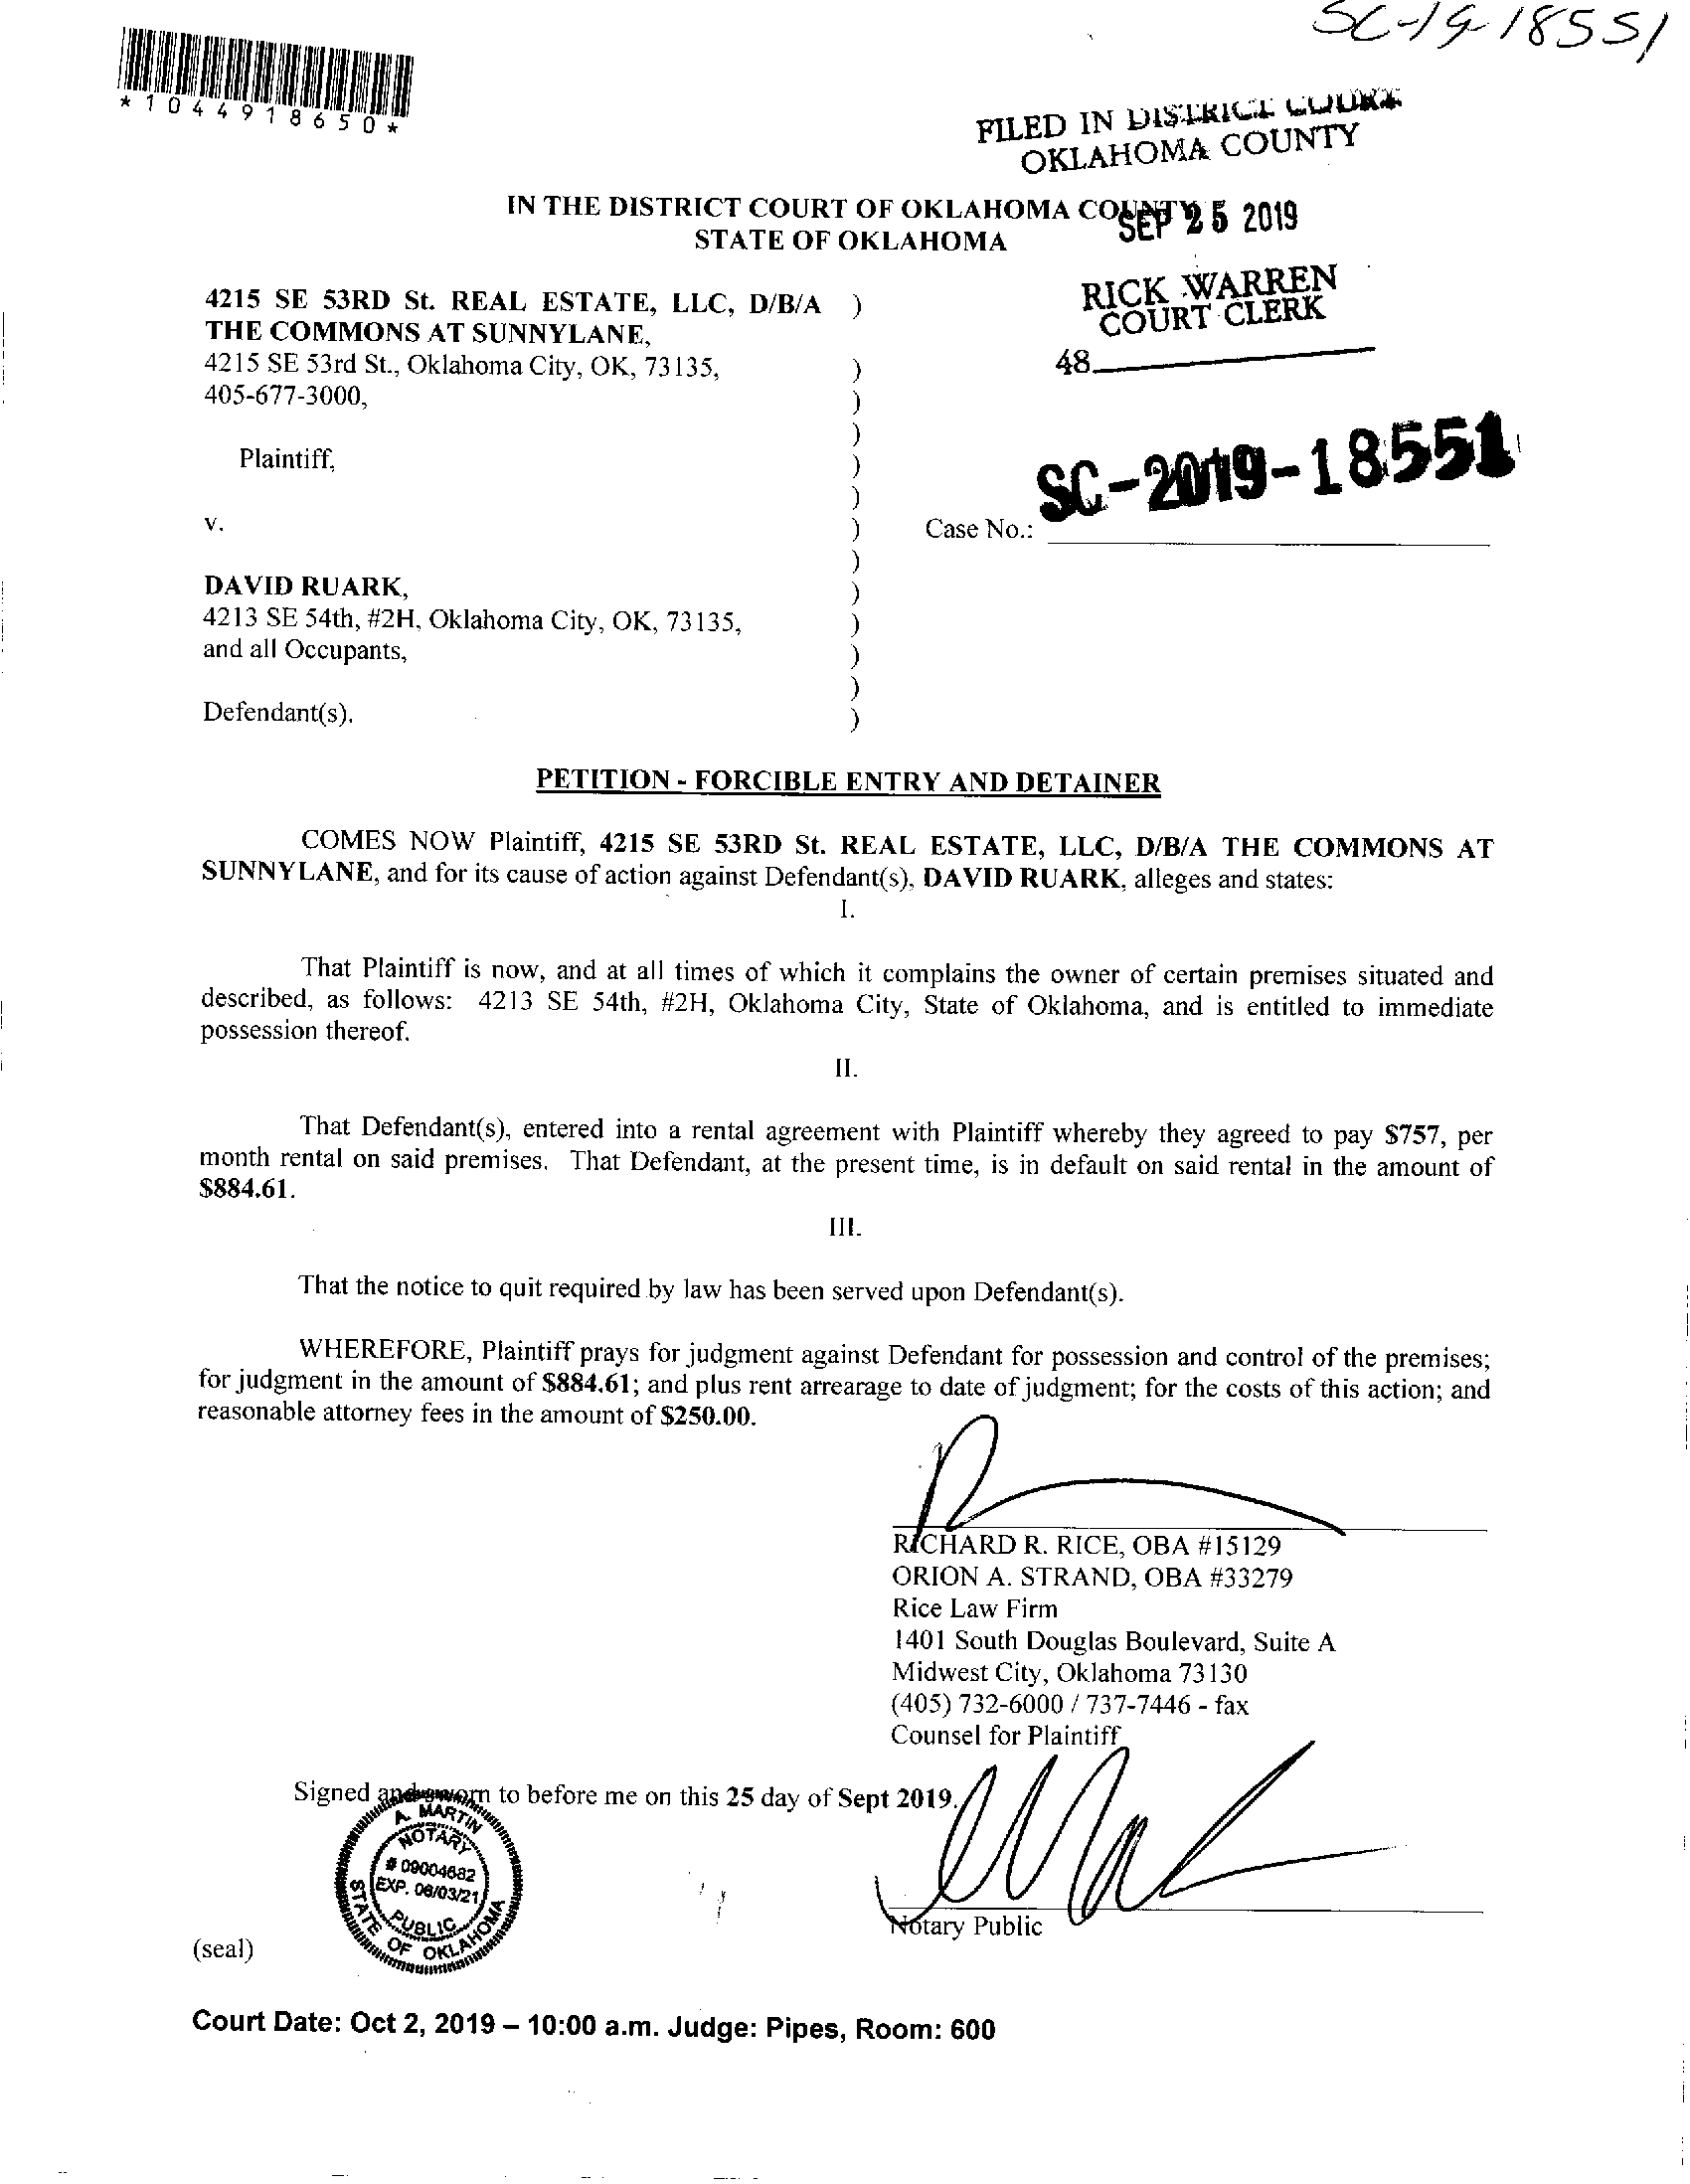 SC-19-18551
*1044918650*
FILED IN DISTRICT COURT
OKLAHOMA COUNTY
IN THE DISTRICT COURT OF OKLAHOMA COUNTY
SEP 25 2019
STATE OF OKLAHOMA
RICK WARREN
COURT CLERK
48
4215 SE 53RD St. REAL ESTATE, LLC, D/B/A )
THE COMMONS AT SUNNYLANE,
4215 SE 53rd St., Oklahoma City, OK, 73135, )
405-677-3000, )
)
Plaintiff, )
)
v. )
Case No.: SC-2019-18551
)
DAVID RUARK, )
4213 SE 54th, #2H, Oklahoma City, OK, 73135, )
and all Occupants, )
)
Defendant(s). )
PETITION - FORCIBLE ENTRY AND DETAINER
COMES NOW Plaintiff, 4215 SE 53RD St. REAL ESTATE, LLC, D/B/A THE COMMONS AT
SUNNYLANE, and for its cause of action against Defendant(s), DAVID RUARK, alleges and states:
I.
That Plaintiff is now, and at all times of which it complains the owner of certain premises situated and
described, as follows: 4213 SE 54th, #2H, Oklahoma City, State of Oklahoma, and is entitled to immediate
possession thereof.
II.
That Defendant(s), entered into a rental agreement with Plaintiff whereby they agreed to pay $757, per
month rental on said premises. That Defendant, at the present time, is in default on said rental in the amount of
$884.61.
III.
That the notice to quit required by law has been served upon Defendant(s).
WHEREFORE, Plaintiff prays for judgment against Defendant for possession and control of the premises;
for judgment in the amount of $884.61; and plus rent arrearage to date of judgment; for the costs of this action; and
reasonable attorney fees in the amount of $250.00.
RICHARD R. RICE, OBA #15129
ORION A. STRAND, OBA #33279
Rice Law Firm
1401 South Douglas Boulevard, Suite A
Midwest City, Oklahoma 73130
(405) 732-6000 / 737-7446 - fax
Counsel for Plaintiff
Signed and sworn to before me on this 25 day of Sept 2019.
A. MARTIN
NOTARY
# 09004682
EXP. 06/03/21
PUBLIC
STATE OF OKLAHOMA
Notary Public
(seal)
Court Date: Oct 2, 2019 – 10:00 a.m. Judge: Pipes, Room: 600